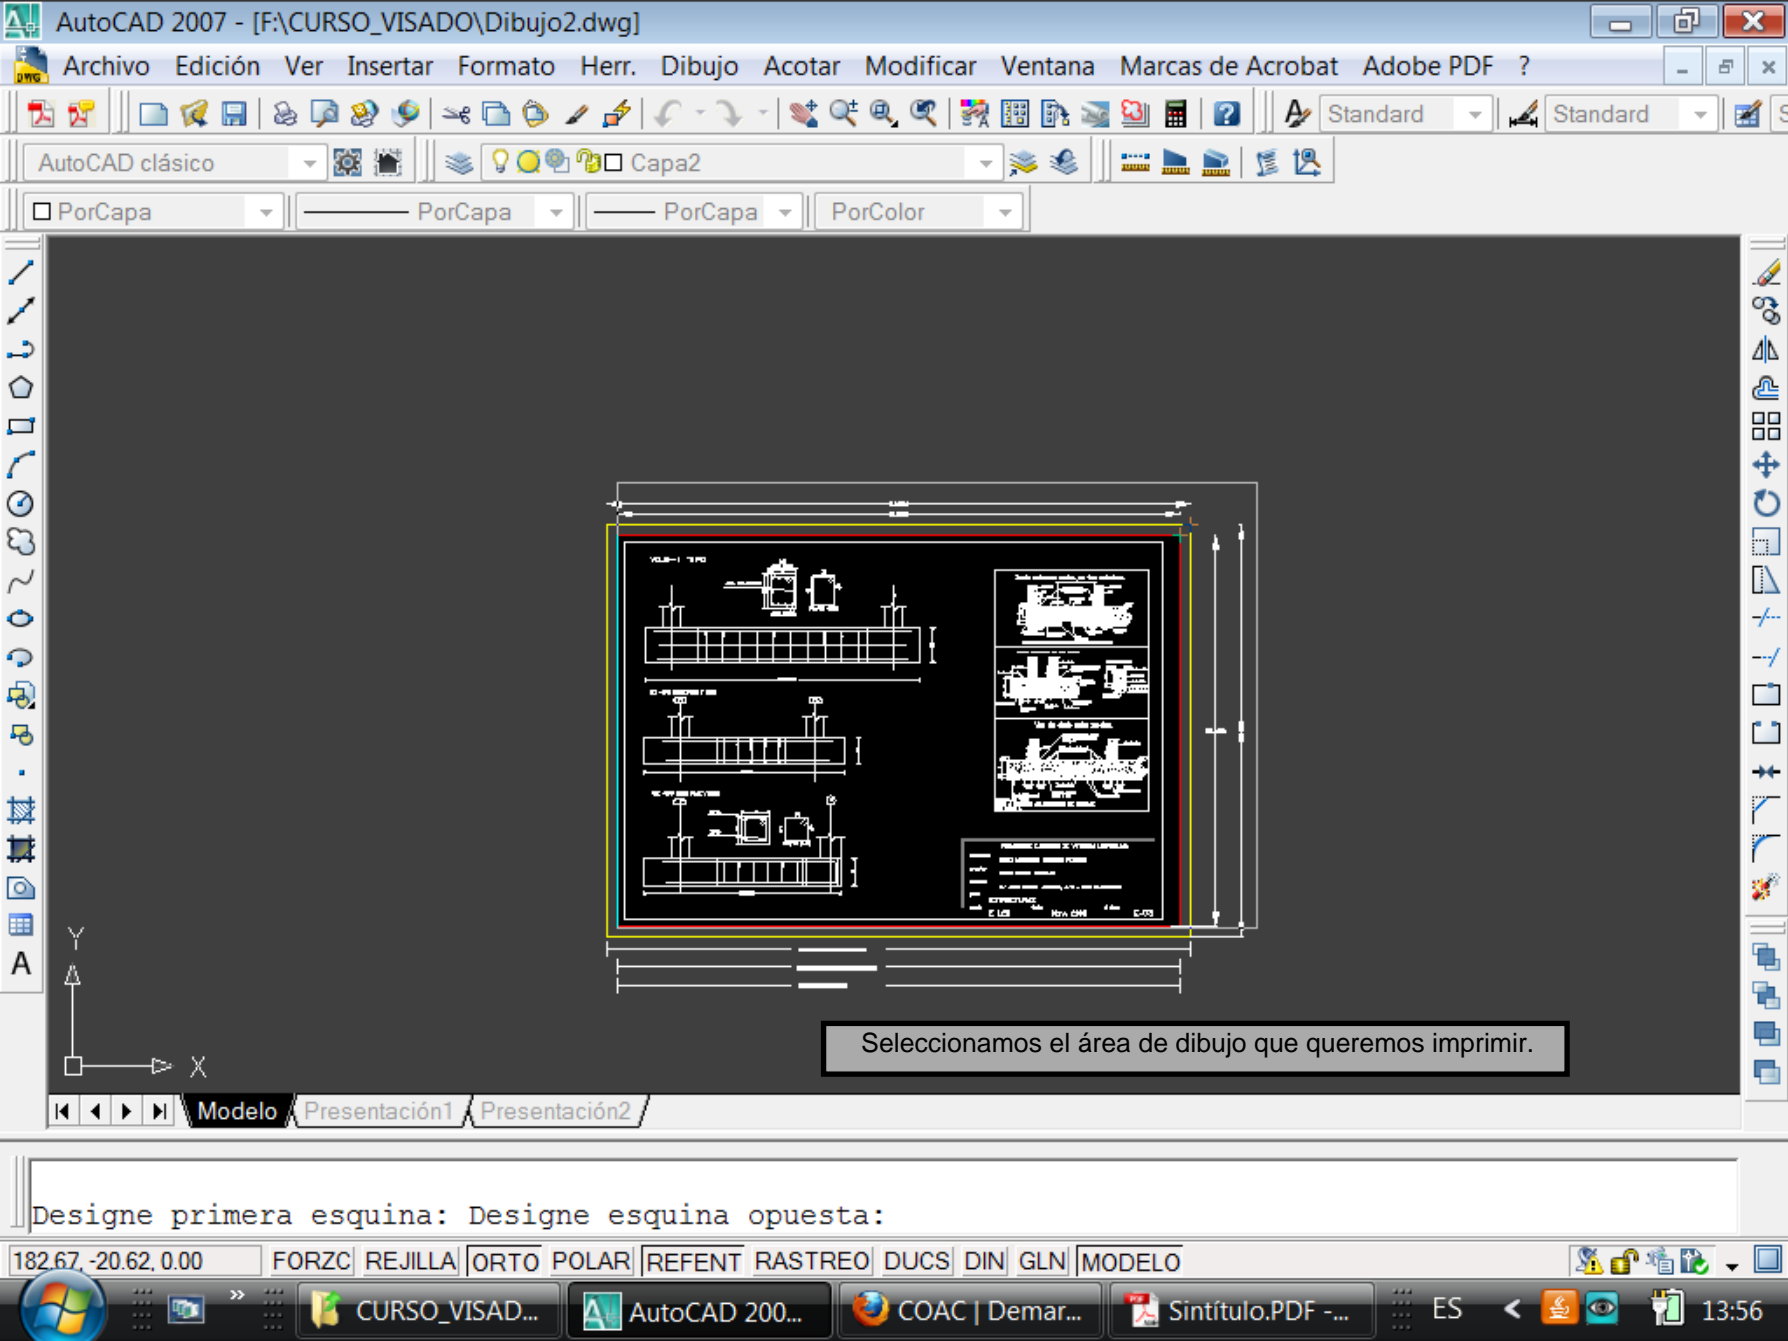 AutoCAD 2007 - [F:\CURSO_VISADO\Dibujo2.dwg]
Archivo Edición Ver Insertar Formato Herr. Dibujo Acotar Modificar Ventana Marcas de Acrobat Adobe PDF ?
Standard Standard S
AutoCAD clásico Capa2
PorCapa PorCapa PorCapa PorColor
A
Y
X
Seleccionamos el área de dibujo que queremos imprimir.
Modelo Presentación1 Presentación2
Designe primera esquina: Designe esquina opuesta:
182.67, -20.62, 0.00 FORZC REJILLA ORTO POLAR REFENT RASTREO DUCS DIN GLN MODELO
CURSO_VISAD... AutoCAD 200... COAC | Demar... Sintítulo.PDF -... ES 13:56